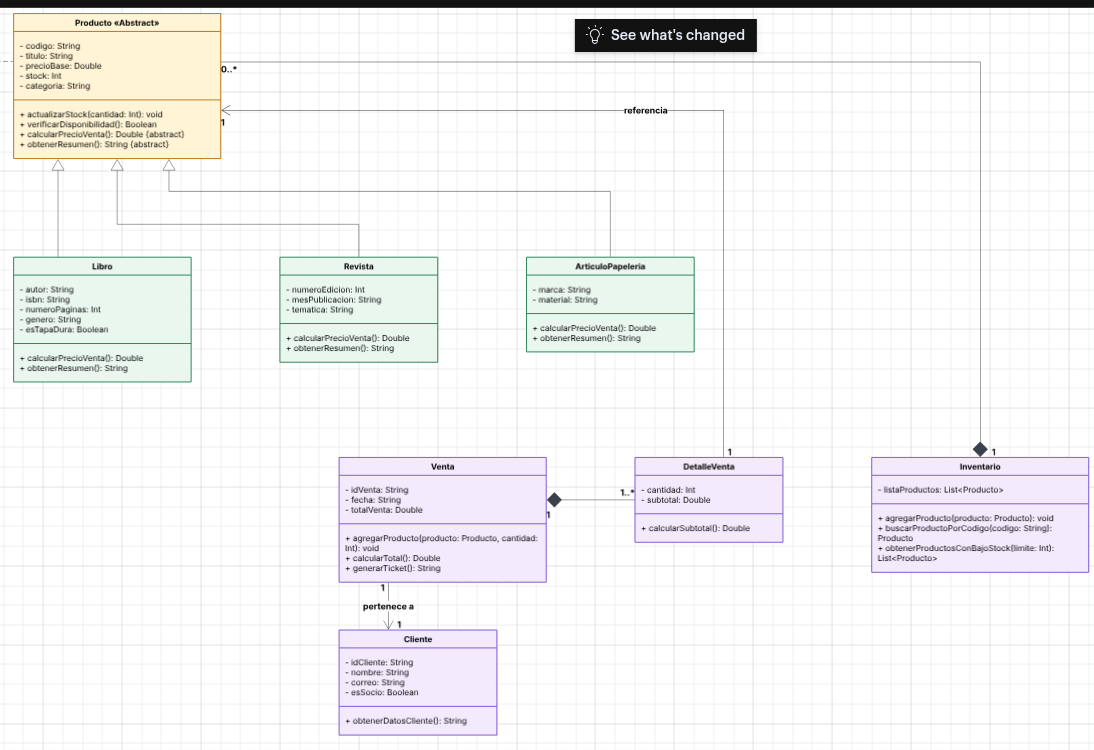 Producto «Abstract»
- codigo: String
- titulo: String
- precioBase: Double
- stock: Int
- categoria: String
+ actualizarStock(cantidad: Int): void
+ verificarDisponibilidad(): Boolean
+ calcularPrecioVenta(): Double {abstract}
+ obtenerResumen(): String {abstract}
See what's changed
0..*
1
referencia
Libro
- autor: String
- isbn: String
- numeroPaginas: Int
- genero: String
- esTapaDura: Boolean
+ calcularPrecioVenta(): Double
+ obtenerResumen(): String
Revista
- numeroEdicion: Int
- mesPublicacion: String
- tematica: String
+ calcularPrecioVenta(): Double
+ obtenerResumen(): String
ArticuloPapeleria
- marca: String
- material: String
+ calcularPrecioVenta(): Double
+ obtenerResumen(): String
Venta
- idVenta: String
- fecha: String
- totalVenta: Double
+ agregarProducto(producto: Producto, cantidad:
Int): void
+ calcularTotal(): Double
+ generarTicket(): String
1
1..*
1
DetalleVenta
- cantidad: Int
- subtotal: Double
+ calcularSubtotal(): Double
1
Inventario
- listaProductos: List<Producto>
+ agregarProducto(producto: Producto): void
+ buscarProductoPorCodigo(codigo: String):
Producto
+ obtenerProductosConBajoStock(limite: Int):
List<Producto>
1
pertenece a
1
Cliente
- idCliente: String
- nombre: String
- correo: String
- esSocio: Boolean
+ obtenerDatosCliente(): String